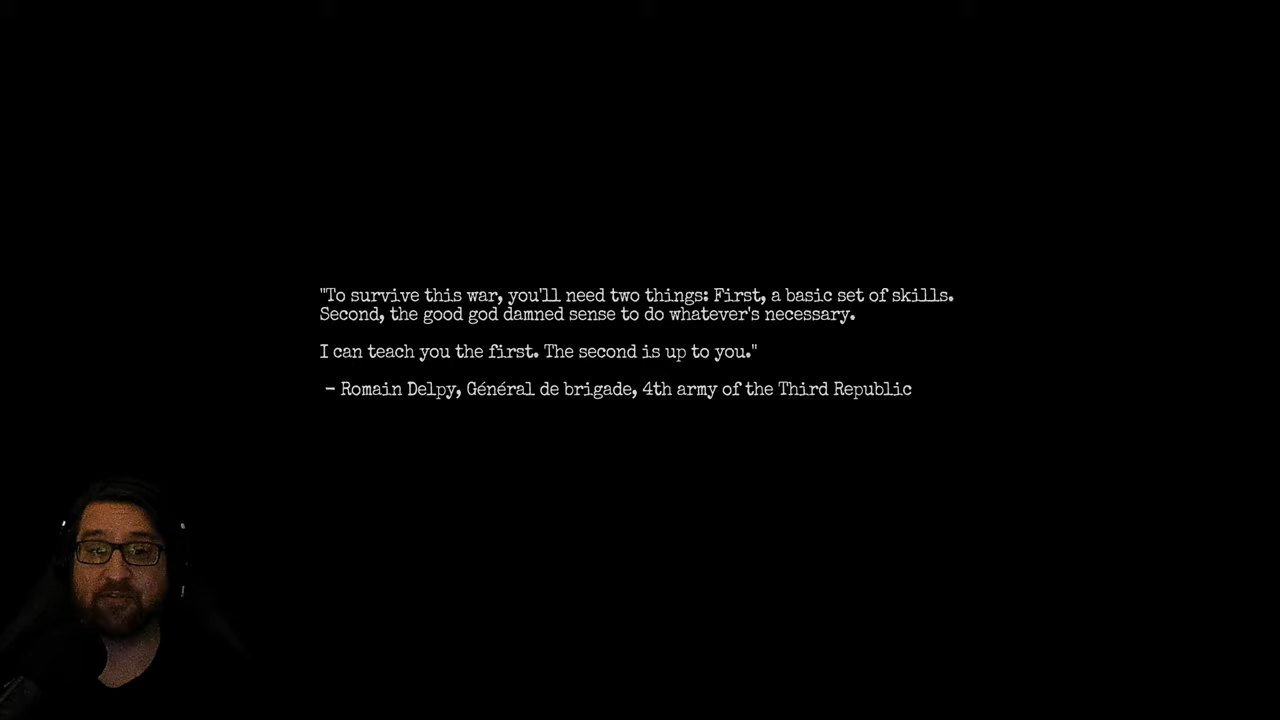 "To survive this war, you'll need two things: First, a basic set of skills.
Second, the good god damned sense to do whatever's necessary.
I can teach you the first. The second is up to you."
– Romain Delpy, Général de brigade, 4th army of the Third Republic